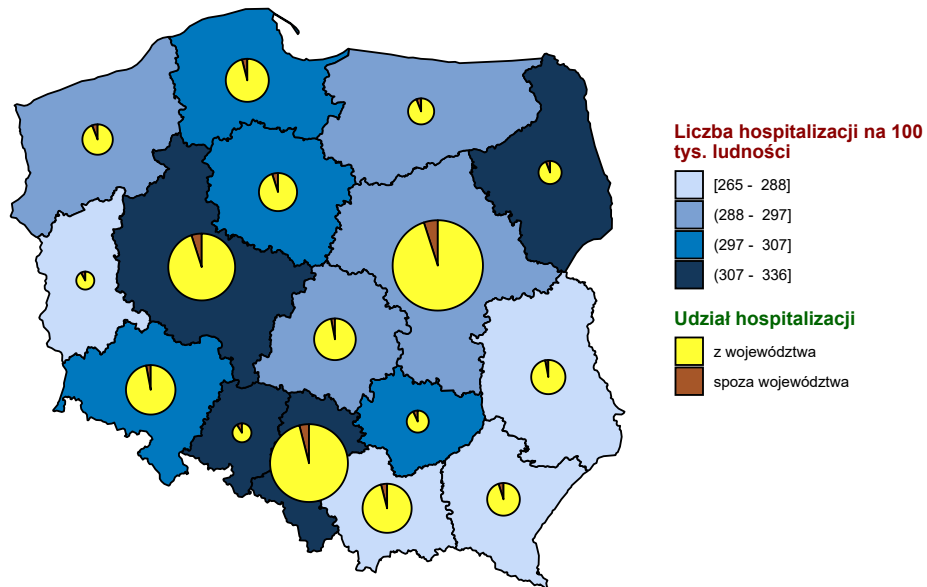 Liczba hospitalizacji na 100
tys. ludności
[265 - 288]
(288 - 297]
(297 - 307]
(307 - 336]
Udział hospitalizacji
z województwa
spoza województwa